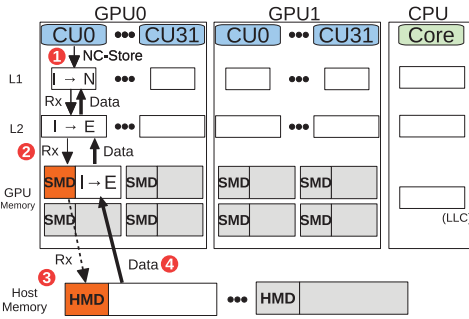 GPU0 GPU1 CPU
CU0 ••• CU31 CU0 ••• CU31 Core
1 NC-Store
L1 I → N ••• •••
Rx Data
L2 I → E ••• •••
2 Rx Data
GPU Memory SMD I→E SMD SMD SMD
SMD SMD SMD SMD (LLC)
Rx Data 4
3
Host Memory HMD ••• HMD